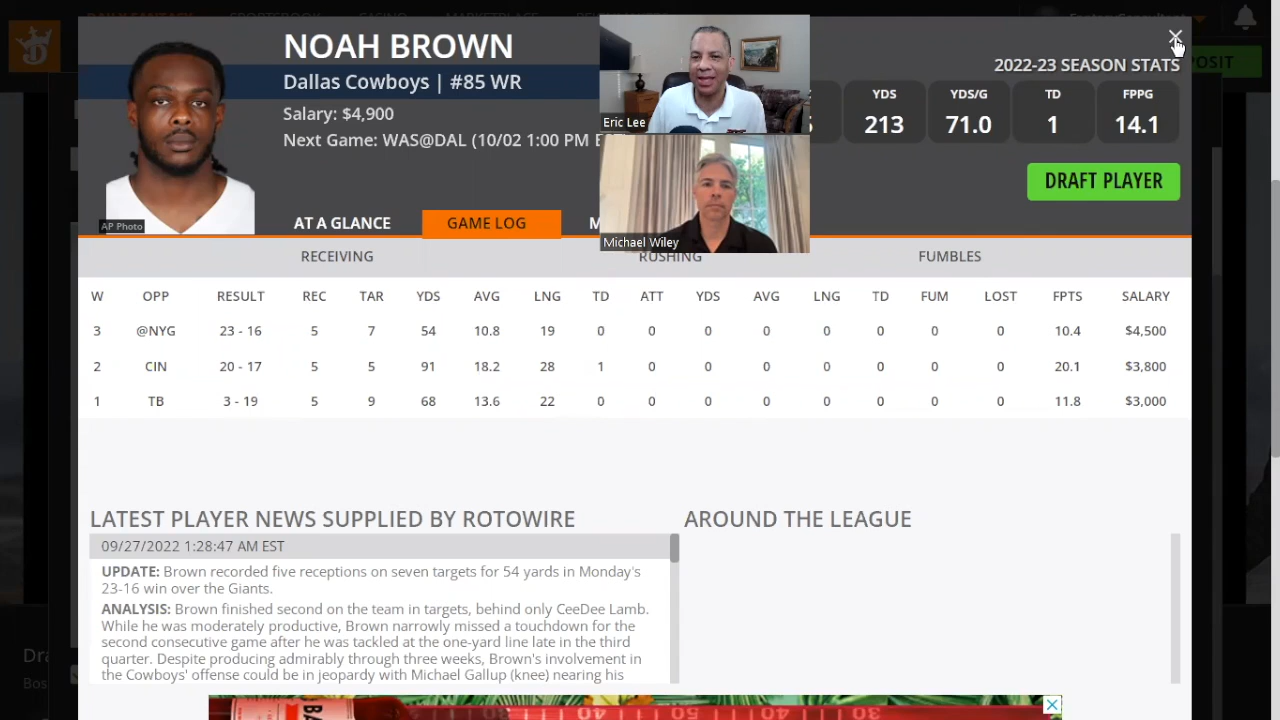 NOAH BROWN
Dallas Cowboys | #85 WR
Salary: $4,900
Next Game: WAS@DAL (10/02 1:00 PM
AP Photo
Eric Lee
Michael Wiley
2022-23 SEASON STATS
YDS YDS/G TD FPPG
213 71.0 1 14.1
DRAFT PLAYER
AT A GLANCE GAME LOG
RECEIVING RUSHING FUMBLES
W OPP RESULT REC TAR YDS AVG LNG TD ATT YDS AVG LNG TD FUM LOST FPTS SALARY
3 @NYG 23 - 16 5 7 54 10.8 19 0 0 0 0 0 0 0 0 10.4 $4,500
2 CIN 20 - 17 5 5 91 18.2 28 1 0 0 0 0 0 0 0 20.1 $3,800
1 TB 3 - 19 5 9 68 13.6 22 0 0 0 0 0 0 0 0 11.8 $3,000
LATEST PLAYER NEWS SUPPLIED BY ROTOWIRE
09/27/2022 1:28:47 AM EST
UPDATE: Brown recorded five receptions on seven targets for 54 yards in Monday's
23-16 win over the Giants.
ANALYSIS: Brown finished second on the team in targets, behind only CeeDee Lamb.
While he was moderately productive, Brown narrowly missed a touchdown for the
second consecutive game after he was tackled at the one-yard line late in the third
quarter. Despite producing admirably through three weeks, Brown's involvement in
the Cowboys' offense could be in jeopardy with Michael Gallup (knee) nearing his
AROUND THE LEAGUE